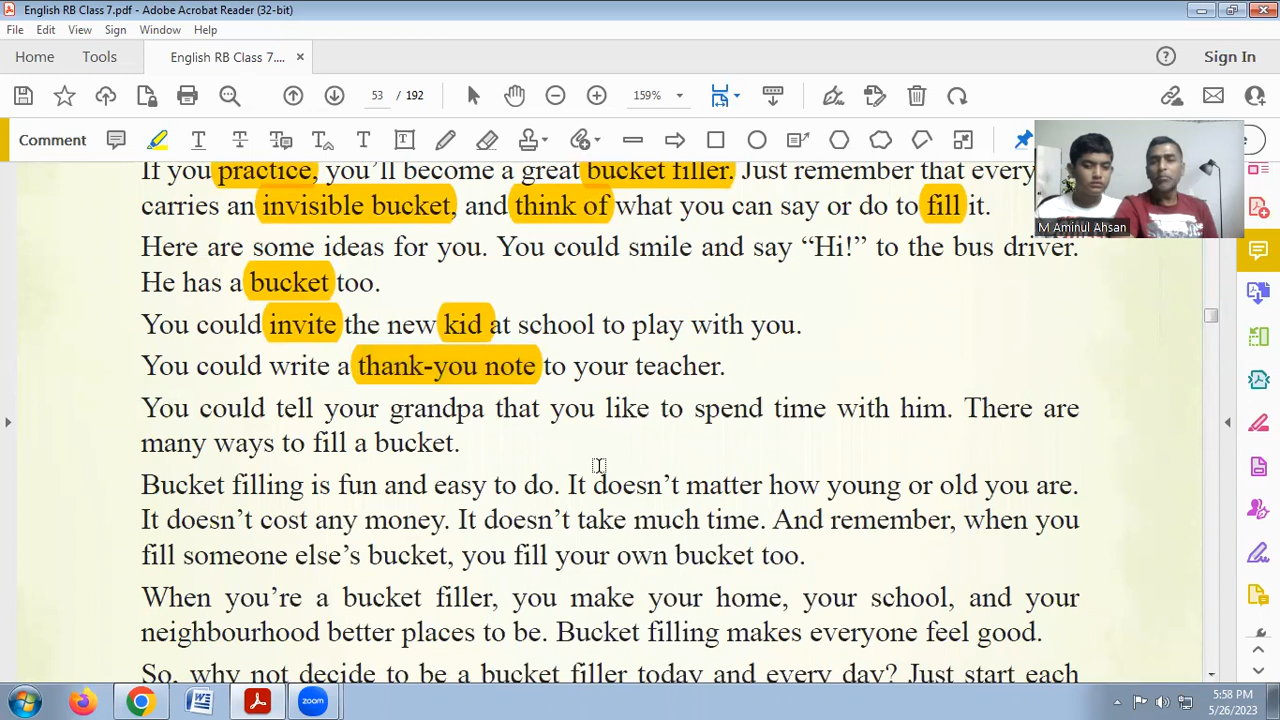 English RB Class 7.pdf - Adobe Acrobat Reader (32-bit)
File Edit View Sign Window Help
Home Tools English RB Class 7.... × Sign In
53 / 192 159%
Comment
If you practice, you’ll become a great bucket filler. Just remember that every
carries an invisible bucket, and think of what you can say or do to fill it.
M Aminul Ahsan
Here are some ideas for you. You could smile and say “Hi!” to the bus driver.
He has a bucket too.
You could invite the new kid at school to play with you.
You could write a thank-you note to your teacher.
You could tell your grandpa that you like to spend time with him. There are
many ways to fill a bucket.
Bucket filling is fun and easy to do. It doesn’t matter how young or old you are.
It doesn’t cost any money. It doesn’t take much time. And remember, when you
fill someone else’s bucket, you fill your own bucket too.
When you’re a bucket filler, you make your home, your school, and your
neighbourhood better places to be. Bucket filling makes everyone feel good.
So, why not decide to be a bucket filler today and every day? Just start each
zoom
5:58 PM
5/26/2023